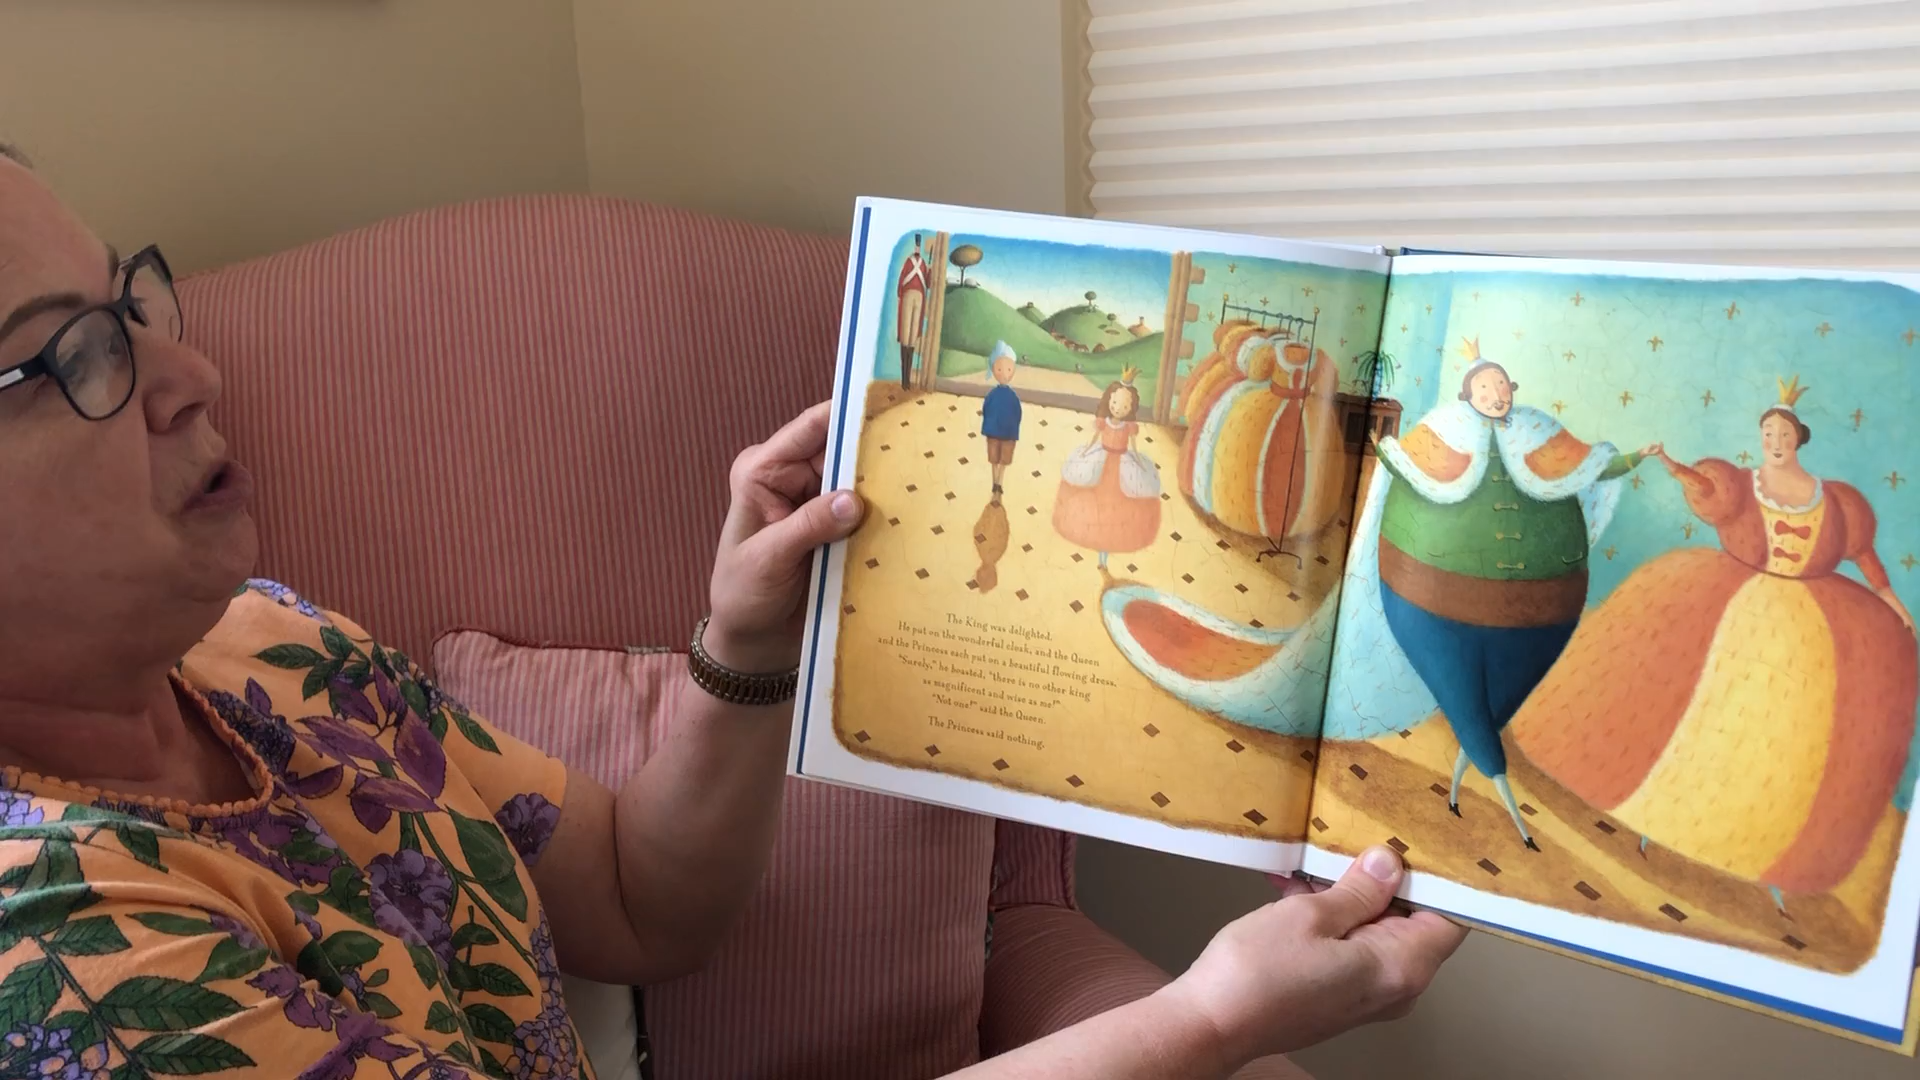 The King was delighted.
He put on the wonderful cloak, and the Queen
and the Princess each put on a beautiful flowing dress.
"Surely," he boasted, "there is no other king
as magnificent and wise as me!"
"Not one!" said the Queen.
The Princess said nothing.